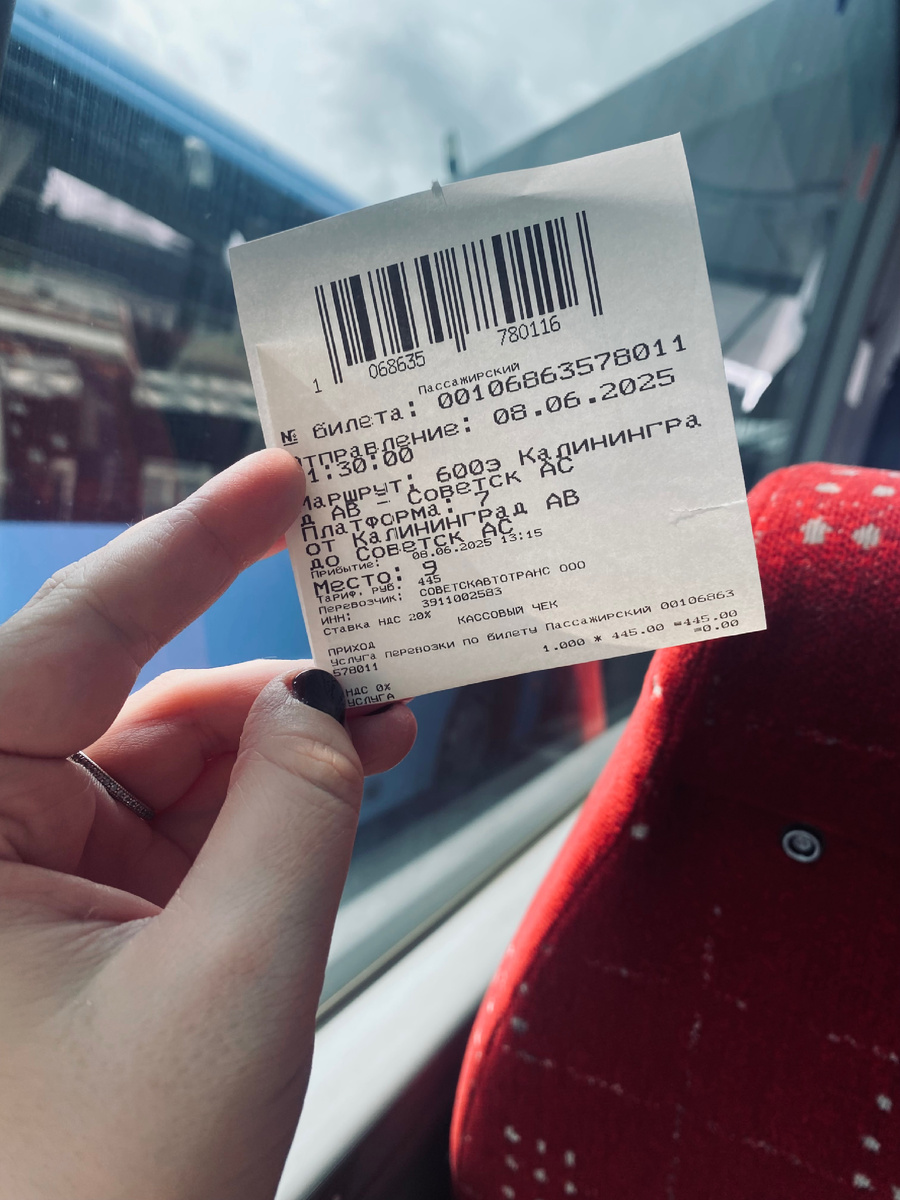 1 068635 780116
Пассажирский
№ билета: 00106863578011
тправление: 08.06.2025
1:30:00
Маршрут: 600э Калинингра
д АВ - Советск АС
Платформа: 7
от Калининград АВ
до Советск АС
Прибытие: 08.06.2025 13:15
Место: 9
Тариф, руб: 445
Перевозчик: СОВЕТСКАВТОТРАНС ООО
ИНН: 3911002583
Ставка НДС 20%
КАССОВЫЙ ЧЕК
ПРИХОД
Услуга перевозки по билету Пассажирский 00106863
578011
1.000 * 445.00 =445.00
=0.00
НДС 0%
УСЛУГА